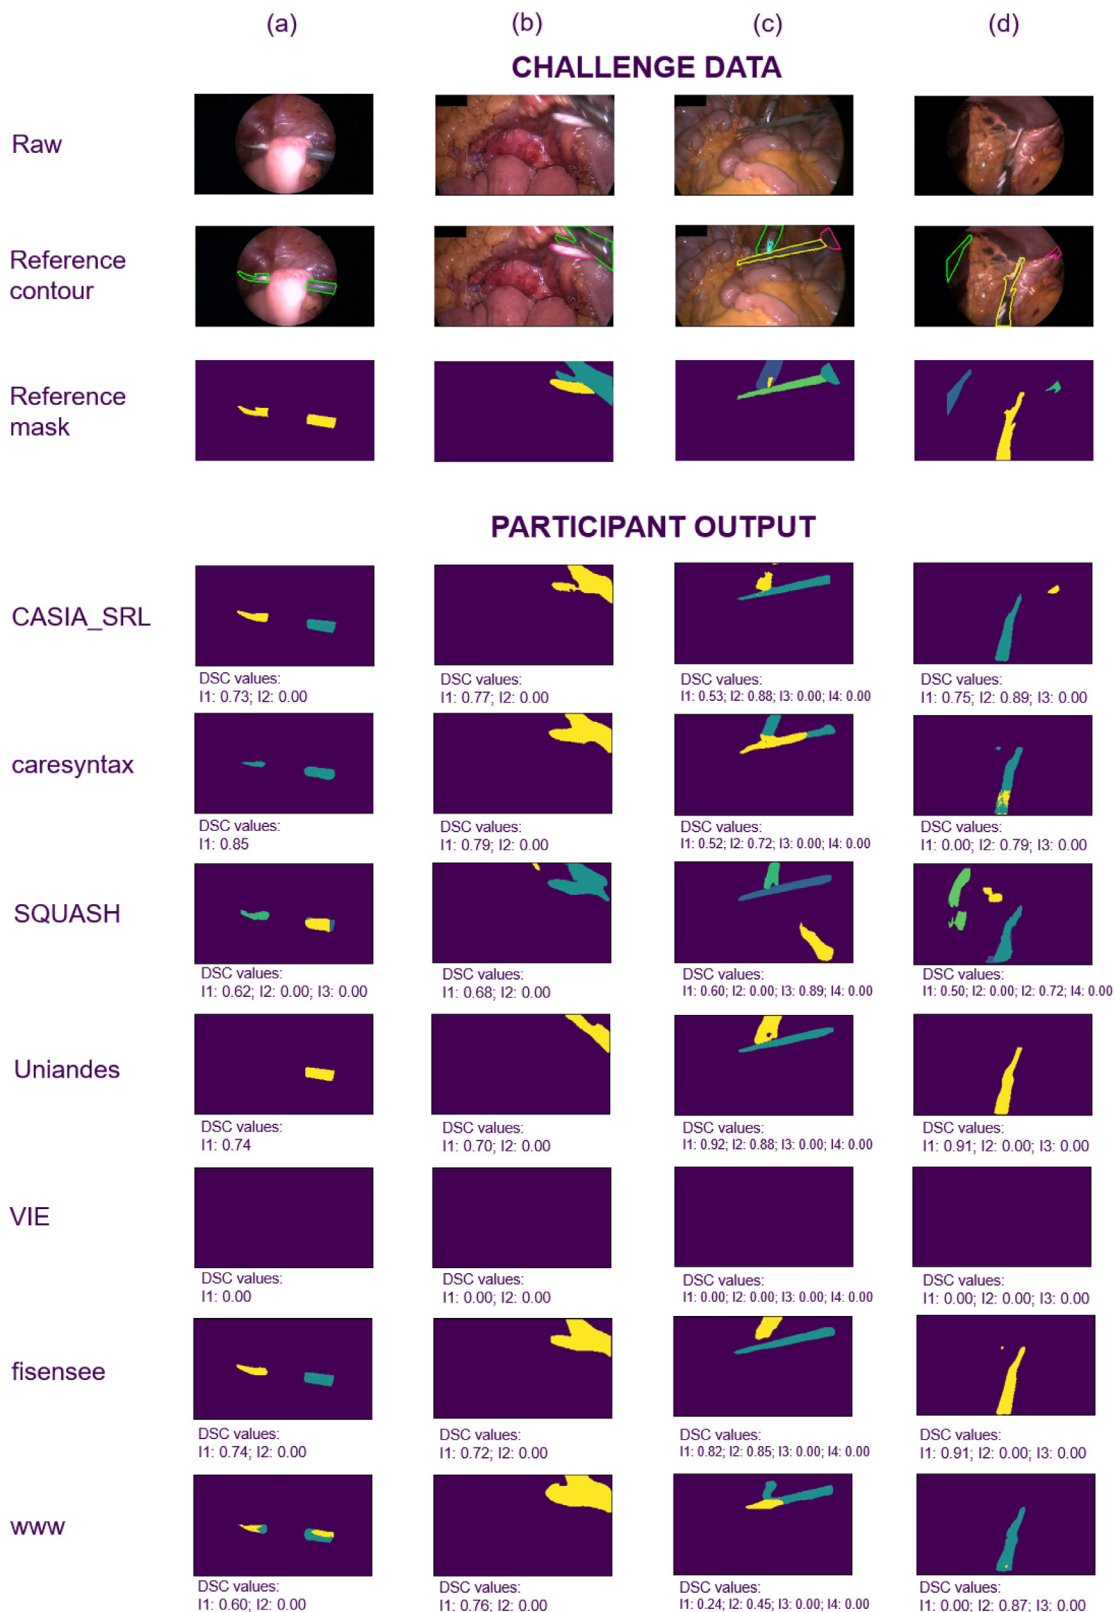 (a) (b) (c) (d)
CHALLENGE DATA
Raw
Reference
contour
Reference
mask
PARTICIPANT OUTPUT
CASIA_SRL
DSC values: DSC values: DSC values: DSC values:
I1: 0.73; I2: 0.00 I1: 0.77; I2: 0.00 I1: 0.53; I2: 0.88; I3: 0.00; I4: 0.00 I1: 0.75; I2: 0.89; I3: 0.00
caresyntax
DSC values: DSC values: DSC values: DSC values:
I1: 0.85 I1: 0.79; I2: 0.00 I1: 0.52; I2: 0.72; I3: 0.00; I4: 0.00 I1: 0.00; I2: 0.79; I3: 0.00
SQUASH
DSC values: DSC values: DSC values: DSC values:
I1: 0.62; I2: 0.00; I3: 0.00 I1: 0.68; I2: 0.00 I1: 0.60; I2: 0.00; I3: 0.89; I4: 0.00 I1: 0.50; I2: 0.00; I2: 0.72; I4: 0.00
Uniandes
DSC values: DSC values: DSC values: DSC values:
I1: 0.74 I1: 0.70; I2: 0.00 I1: 0.92; I2: 0.88; I3: 0.00; I4: 0.00 I1: 0.91; I2: 0.00; I3: 0.00
VIE
DSC values: DSC values: DSC values: DSC values:
I1: 0.00 I1: 0.00; I2: 0.00 I1: 0.00; I2: 0.00; I3: 0.00; I4: 0.00 I1: 0.00; I2: 0.00; I3: 0.00
fisensee
DSC values: DSC values: DSC values: DSC values:
I1: 0.74; I2: 0.00 I1: 0.72; I2: 0.00 I1: 0.82; I2: 0.85; I3: 0.00; I4: 0.00 I1: 0.91; I2: 0.00; I3: 0.00
www
DSC values: DSC values: DSC values: DSC values:
I1: 0.60; I2: 0.00 I1: 0.76; I2: 0.00 I1: 0.24; I2: 0.45; I3: 0.00; I4: 0.00 I1: 0.00; I2: 0.87; I3: 0.00